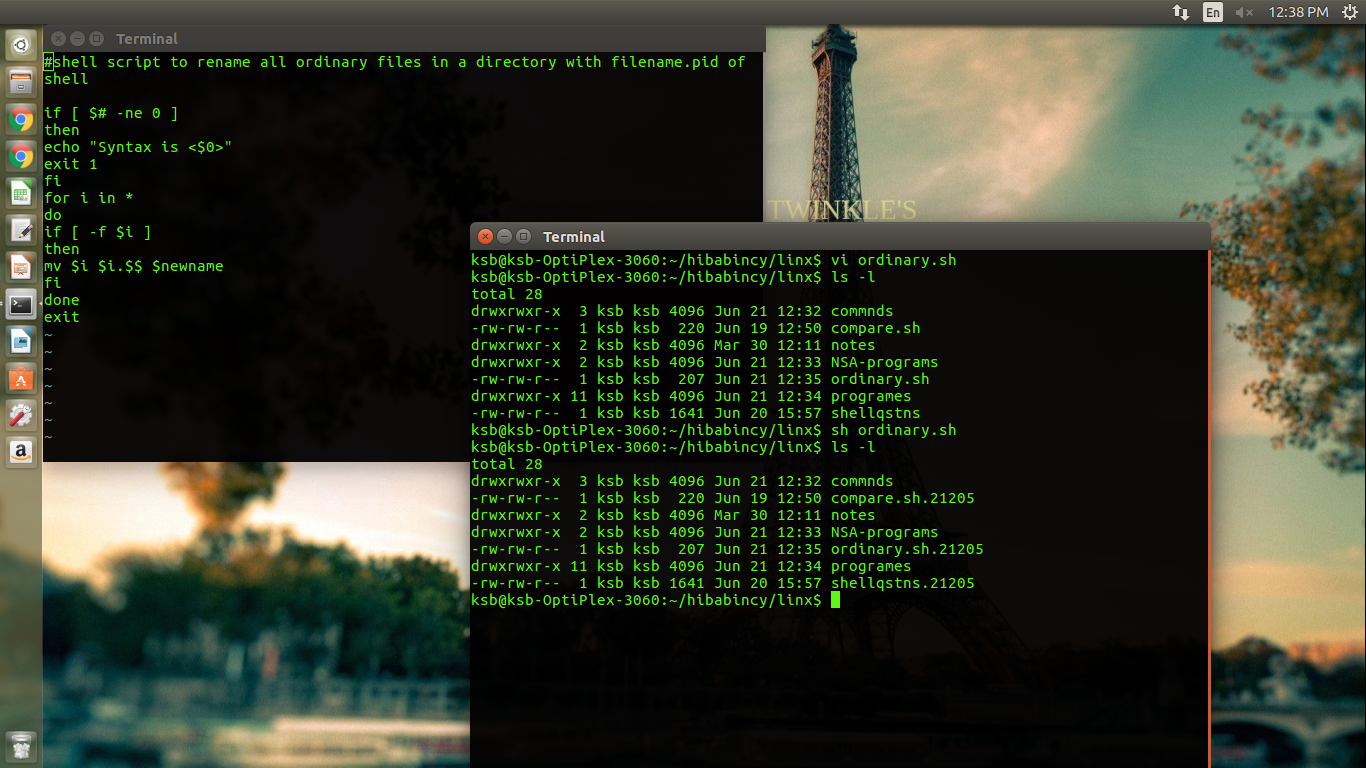 En
12:38 PM
Terminal
#shell script to rename all ordinary files in a directory with filename.pid of
shell
if [ $# -ne 0 ]
then
echo "Syntax is <$0>"
exit 1
fi
for i in *
do
if [ -f $i ]
then
mv $i $i.$$ $newname
fi
done
exit
~
~
~
~
~
~
~
TWINKLE'S
Terminal
ksb@ksb-OptiPlex-3060:~/hibabincy/linx$ vi ordinary.sh
ksb@ksb-OptiPlex-3060:~/hibabincy/linx$ ls -l
total 28
drwxrwxr-x  3 ksb ksb 4096 Jun 21 12:32 commnds
-rw-rw-r--  1 ksb ksb  220 Jun 19 12:50 compare.sh
drwxrwxr-x  2 ksb ksb 4096 Mar 30 12:11 notes
drwxrwxr-x  2 ksb ksb 4096 Jun 21 12:33 NSA-programs
-rw-rw-r--  1 ksb ksb  207 Jun 21 12:35 ordinary.sh
drwxrwxr-x 11 ksb ksb 4096 Jun 21 12:34 programes
-rw-rw-r--  1 ksb ksb 1641 Jun 20 15:57 shellqstns
ksb@ksb-OptiPlex-3060:~/hibabincy/linx$ sh ordinary.sh
ksb@ksb-OptiPlex-3060:~/hibabincy/linx$ ls -l
total 28
drwxrwxr-x  3 ksb ksb 4096 Jun 21 12:32 commnds
-rw-rw-r--  1 ksb ksb  220 Jun 19 12:50 compare.sh.21205
drwxrwxr-x  2 ksb ksb 4096 Mar 30 12:11 notes
drwxrwxr-x  2 ksb ksb 4096 Jun 21 12:33 NSA-programs
-rw-rw-r--  1 ksb ksb  207 Jun 21 12:35 ordinary.sh.21205
drwxrwxr-x 11 ksb ksb 4096 Jun 21 12:34 programes
-rw-rw-r--  1 ksb ksb 1641 Jun 20 15:57 shellqstns.21205
ksb@ksb-OptiPlex-3060:~/hibabincy/linx$